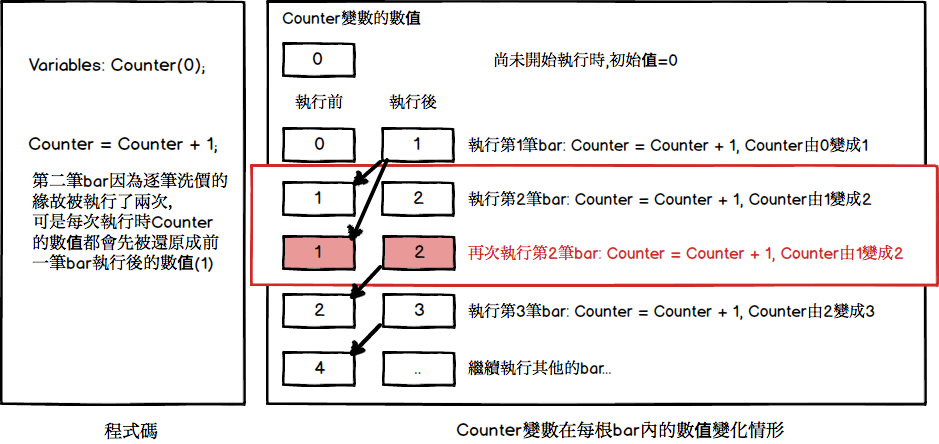 Variables: Counter(0);
Counter = Counter + 1;
第二筆bar因為逐筆洗價的
緣故被執行了兩次,
可是每次執行時Counter
的數值都會先被還原成前
一筆bar執行後的數值(1)
程式碼
Counter變數的數值
0
尚未開始執行時,初始值=0
執行前 執行後
0 1 執行第1筆bar: Counter = Counter + 1, Counter由0變成1
1 2 執行第2筆bar: Counter = Counter + 1, Counter由1變成2
1 2 再次執行第2筆bar: Counter = Counter + 1, Counter由1變成2
2 3 執行第3筆bar: Counter = Counter + 1, Counter由2變成3
4 .. 繼續執行其他的bar...
Counter變數在每根bar內的數值變化情形